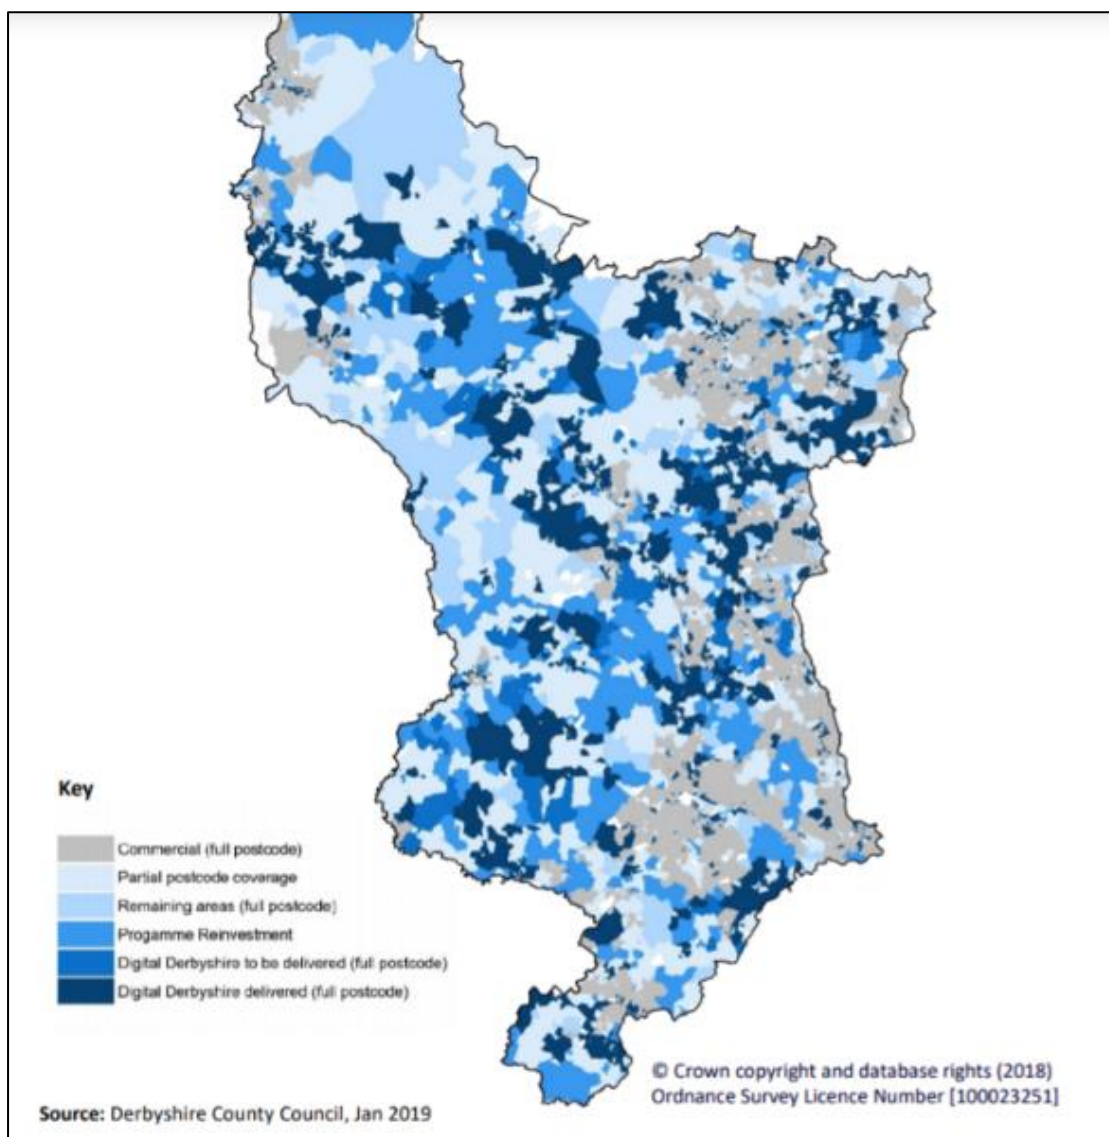 Key
Commercial (full postcode)
Partial postcode coverage
Remaining areas (full postcode)
Progamme Reinvestment
Digital Derbyshire to be delivered (full postcode)
Digital Derbyshire delivered (full postcode)
© Crown copyright and database rights (2018)
Ordnance Survey Licence Number [100023251]
Source: Derbyshire County Council, Jan 2019